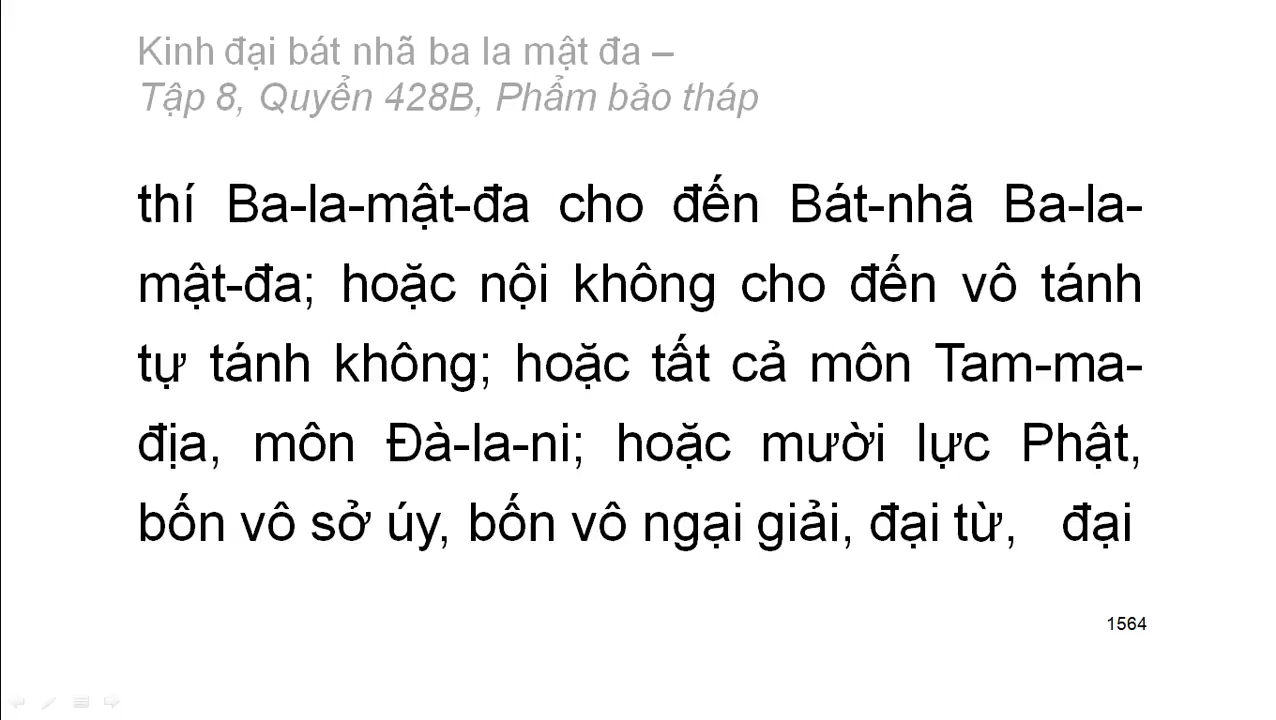 Kinh đại bát nhã ba la mật đa –
Tập 8, Quyển 428B, Phẩm bảo tháp
thí Ba-la-mật-đa cho đến Bát-nhã Ba-la-
mật-đa; hoặc nội không cho đến vô tánh
tự tánh không; hoặc tất cả môn Tam-ma-
địa, môn Đà-la-ni; hoặc mười lực Phật,
bốn vô sở úy, bốn vô ngại giải, đại từ, đại
1564